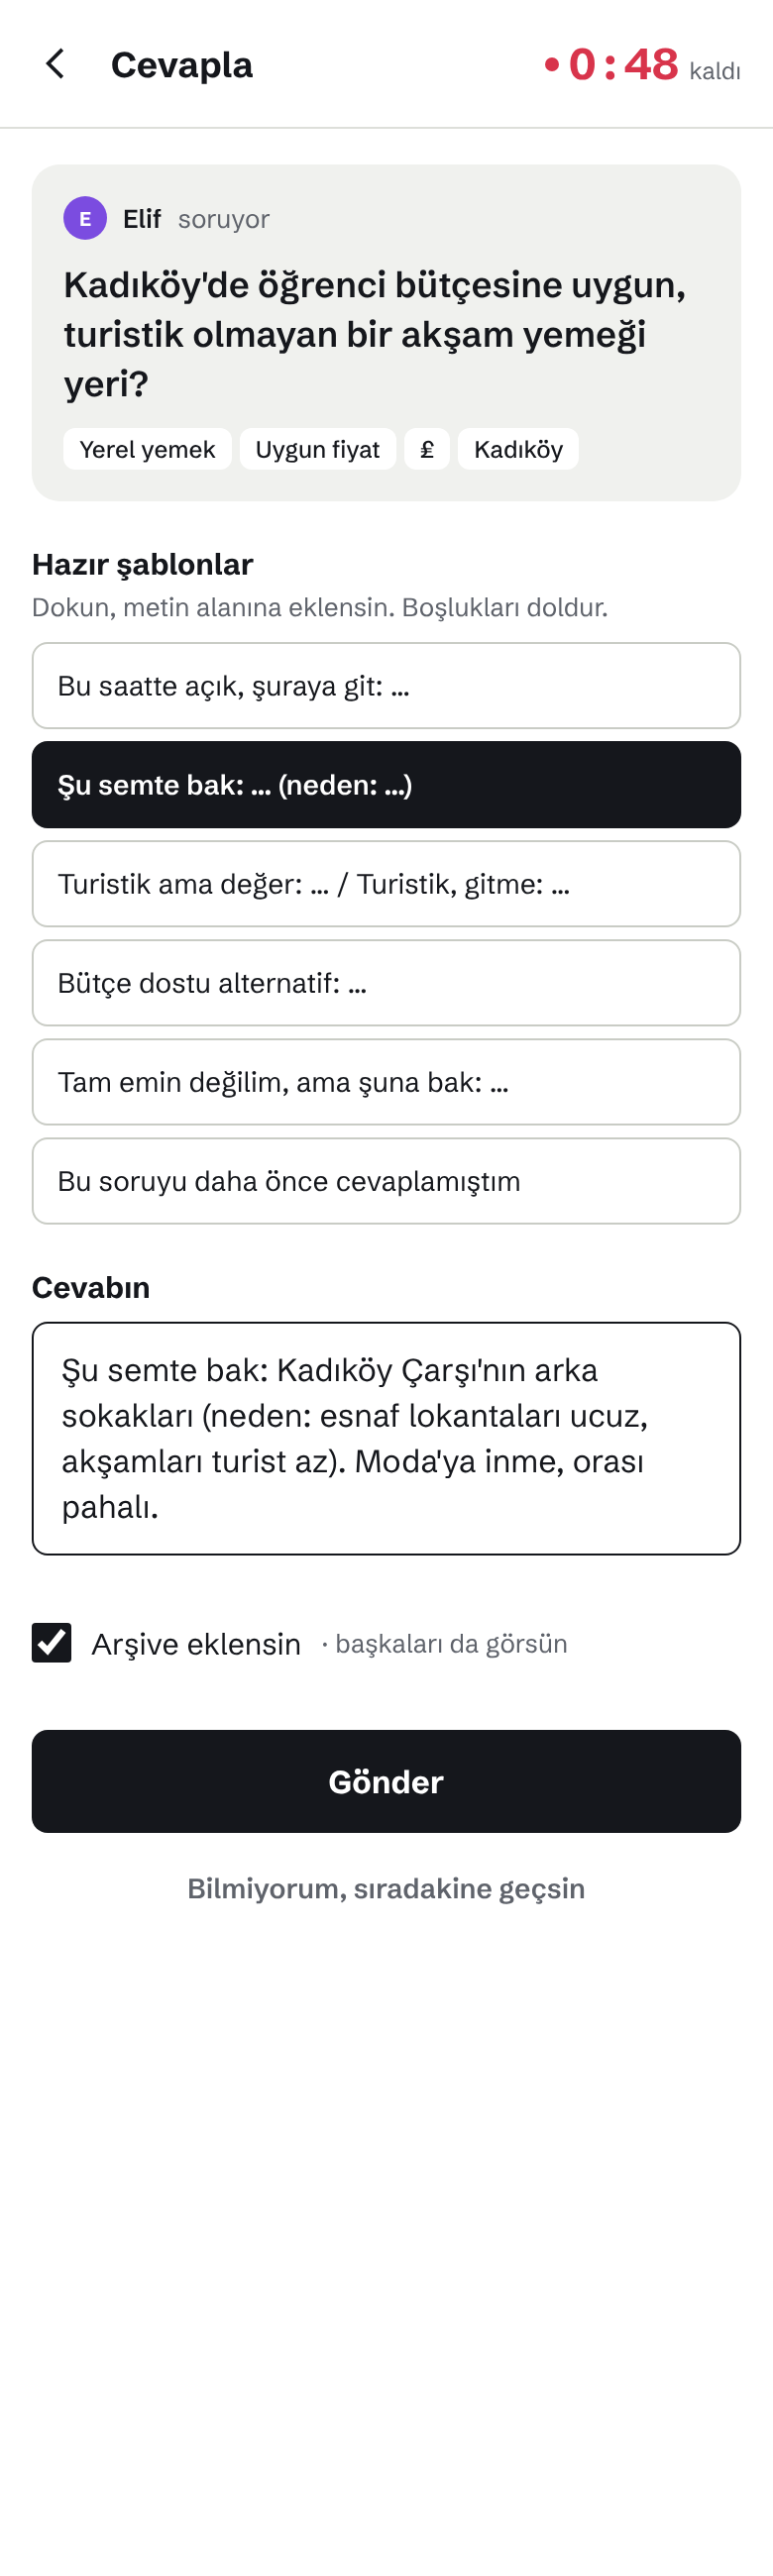 Cevapla
0:48 kaldı
E Elif soruyor
Kadıköy'de öğrenci bütçesine uygun,
turistik olmayan bir akşam yemeği
yeri?
Yerel yemek Uygun fiyat ₤ Kadıköy
Hazır şablonlar
Dokun, metin alanına eklensin. Boşlukları doldur.
Bu saatte açık, şuraya git: ...
Şu semte bak: ... (neden: ...)
Turistik ama değer: ... / Turistik, gitme: ...
Bütçe dostu alternatif: ...
Tam emin değilim, ama şuna bak: ...
Bu soruyu daha önce cevaplamıştım
Cevabın
Şu semte bak: Kadıköy Çarşı'nın arka
sokakları (neden: esnaf lokantaları ucuz,
akşamları turist az). Moda'ya inme, orası
pahalı.
Arşive eklensin · başkaları da görsün
Gönder
Bilmiyorum, sıradakine geçsin